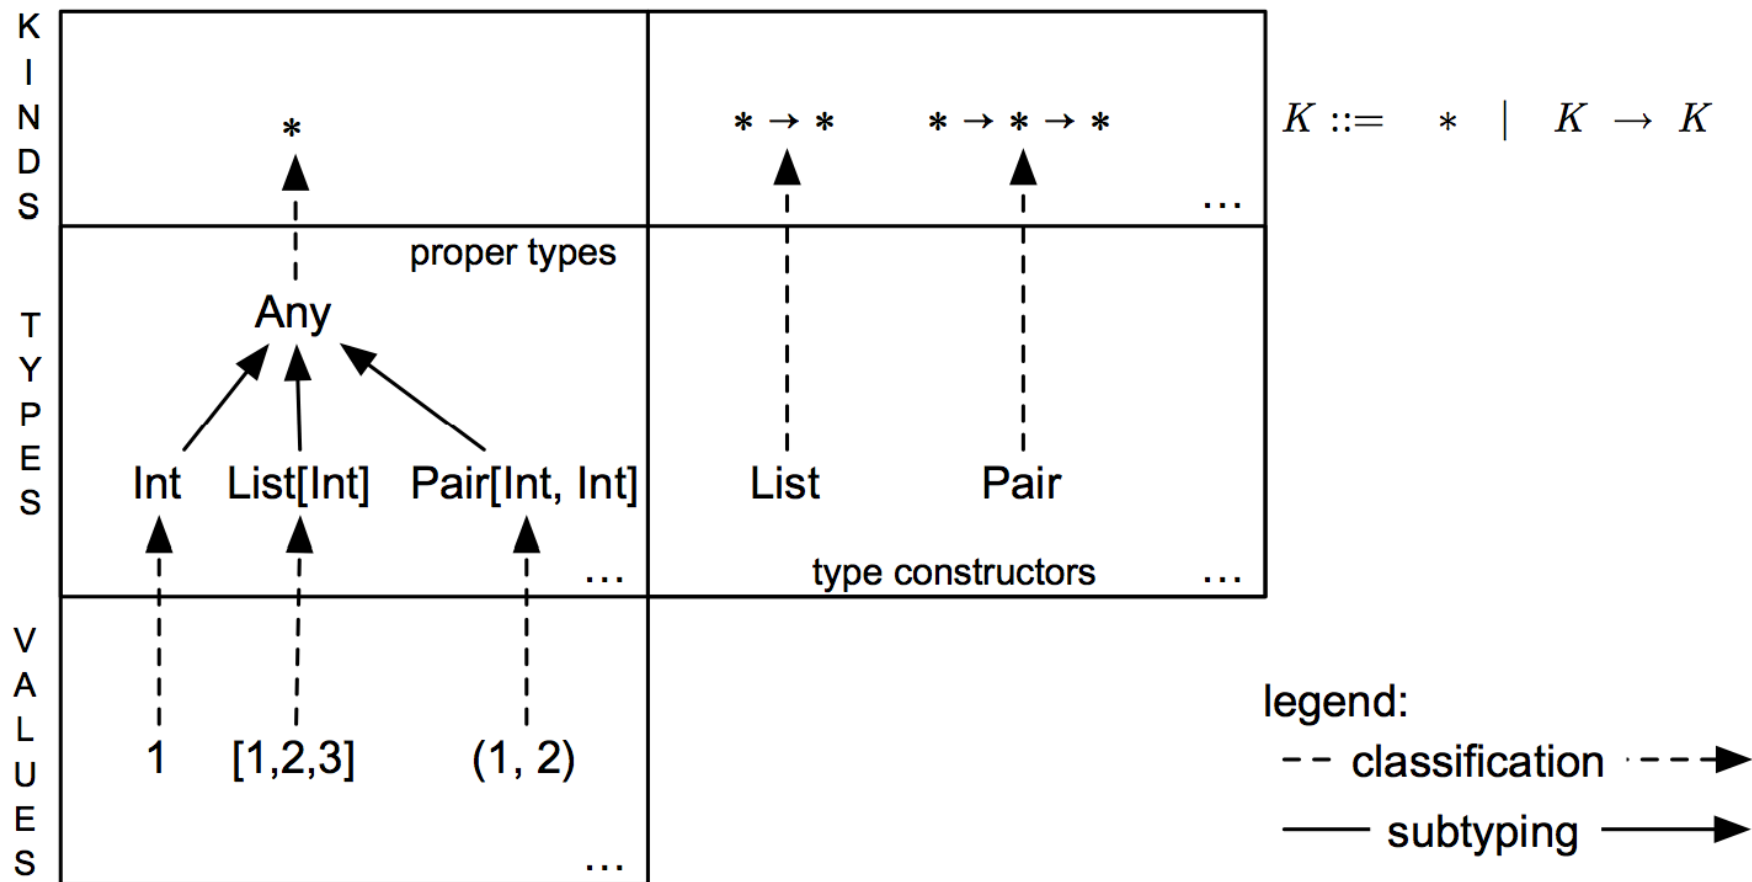 KINDS
*
* → *
* → * → *
K ::= * | K → K
...
TYPES
proper types
Any
Int
List[Int]
Pair[Int, Int]
List
Pair
...
type constructors
...
VALUES
1
[1,2,3]
(1, 2)
...
legend:
classification
subtyping